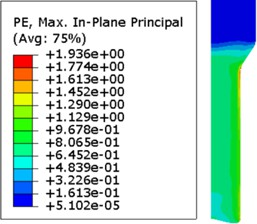 PE, Max. In-Plane Principal
(Avg: 75%)
+1.936e+00
+1.774e+00
+1.613e+00
+1.452e+00
+1.290e+00
+1.129e+00
+9.678e-01
+8.065e-01
+6.452e-01
+4.839e-01
+3.226e-01
+1.613e-01
+5.102e-05